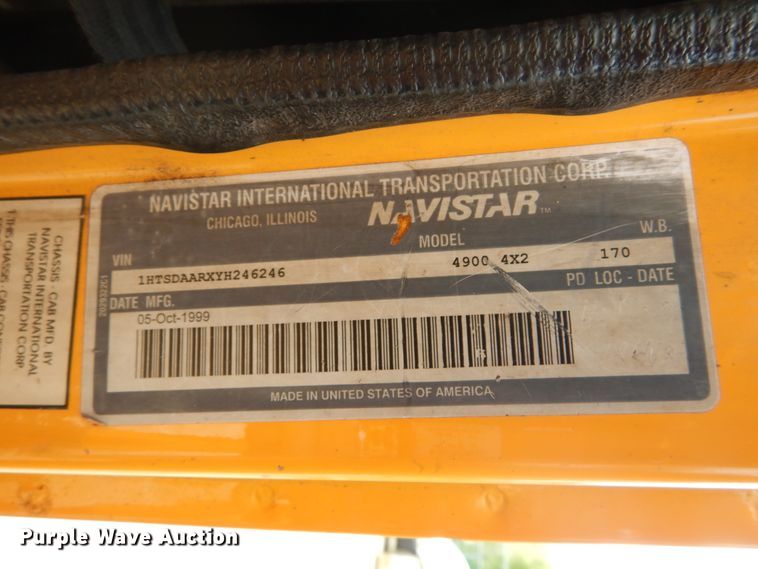 NAVISTAR INTERNATIONAL TRANSPORTATION CORP.
CHICAGO, ILLINOIS NAVISTAR™
VIN MODEL W.B.
1HTSDAARXYH246246 4900 4X2 170
DATE MFG. PD LOC - DATE
05-Oct-1999
MADE IN UNITED STATES OF AMERICA
CHASSIS - CAB MFD. BY
NAVISTAR INTERNATIONAL
TRANSPORTATION CORP.
Purple Wave Auction